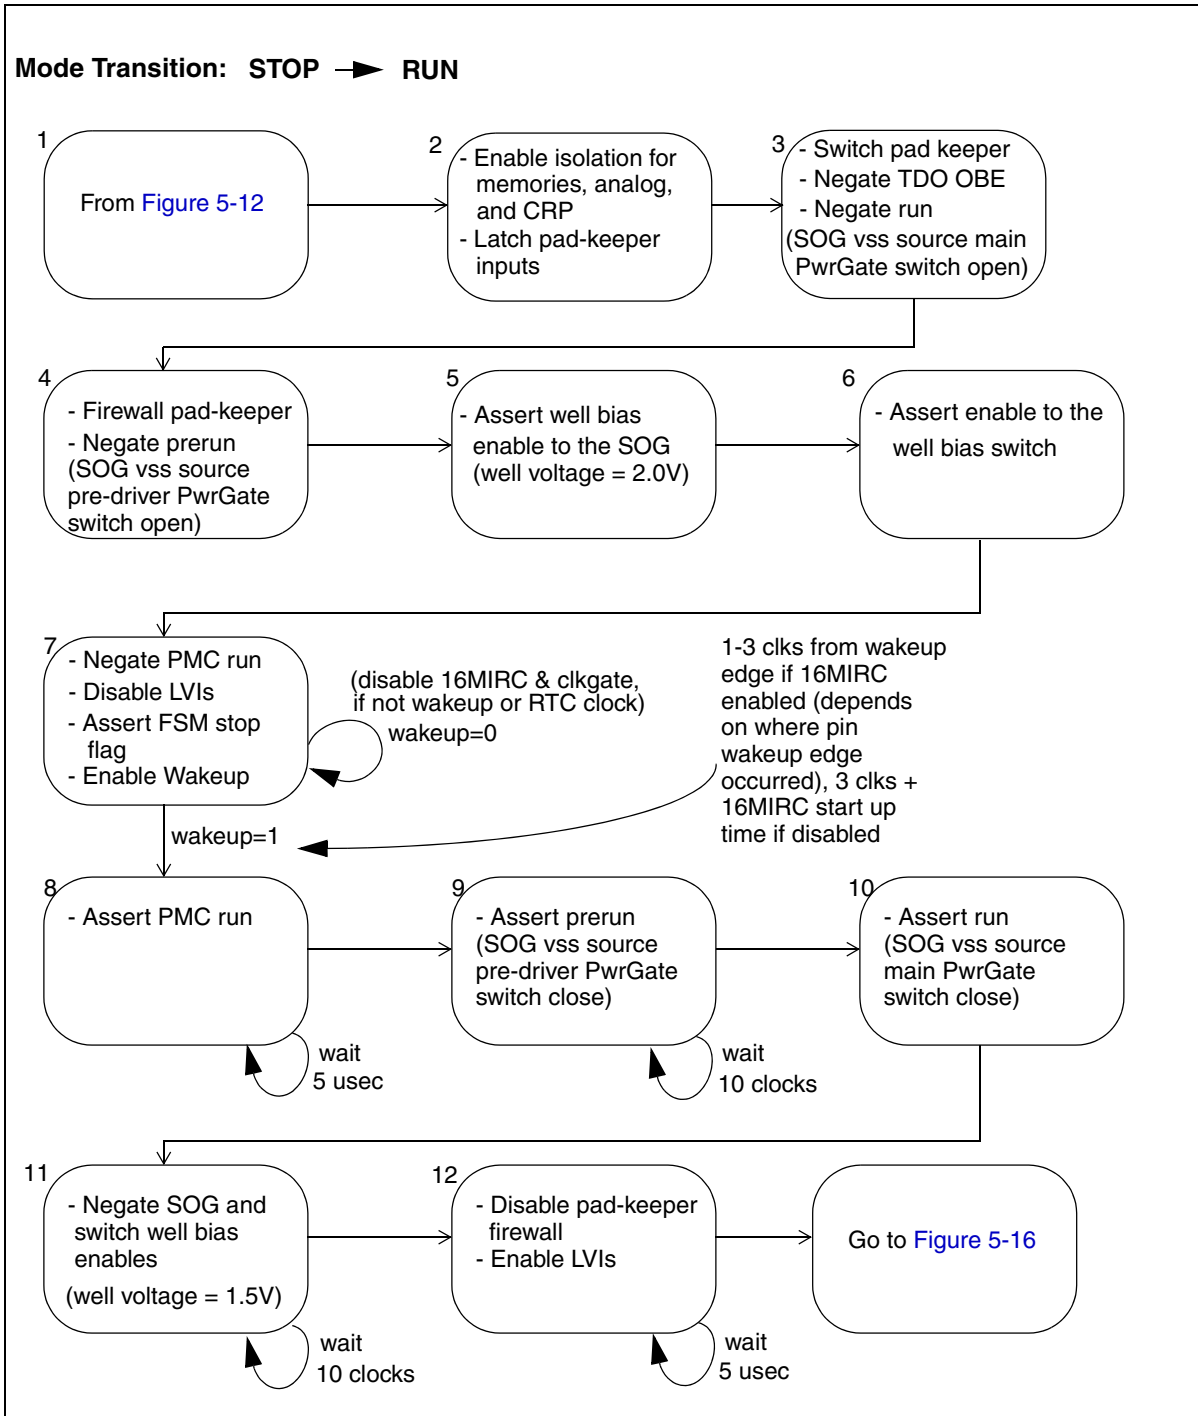 Mode Transition: STOP RUN
1
From Figure 5-12
2
- Enable isolation for
memories, analog,
and CRP
- Latch pad-keeper
inputs
3
- Switch pad keeper
- Negate TDO OBE
- Negate run
(SOG vss source main
PwrGate switch open)
4
- Firewall pad-keeper
- Negate prerun
(SOG vss source
pre-driver PwrGate
switch open)
5
- Assert well bias
enable to the SOG
(well voltage = 2.0V)
6
- Assert enable to the
well bias switch
7
- Negate PMC run
- Disable LVIs
- Assert FSM stop
flag
- Enable Wakeup
(disable 16MIRC & clkgate,
if not wakeup or RTC clock)
wakeup=0
1-3 clks from wakeup
edge if 16MIRC
enabled (depends
on where pin
wakeup edge
occurred), 3 clks +
16MIRC start up
time if disabled
wakeup=1
8
- Assert PMC run
wait
5 usec
9
- Assert prerun
(SOG vss source
pre-driver PwrGate
switch close)
wait
10 clocks
10
- Assert run
(SOG vss source
main PwrGate
switch close)
11
- Negate SOG and
switch well bias
enables
(well voltage = 1.5V)
wait
10 clocks
12
- Disable pad-keeper
firewall
- Enable LVIs
wait
5 usec
Go to Figure 5-16